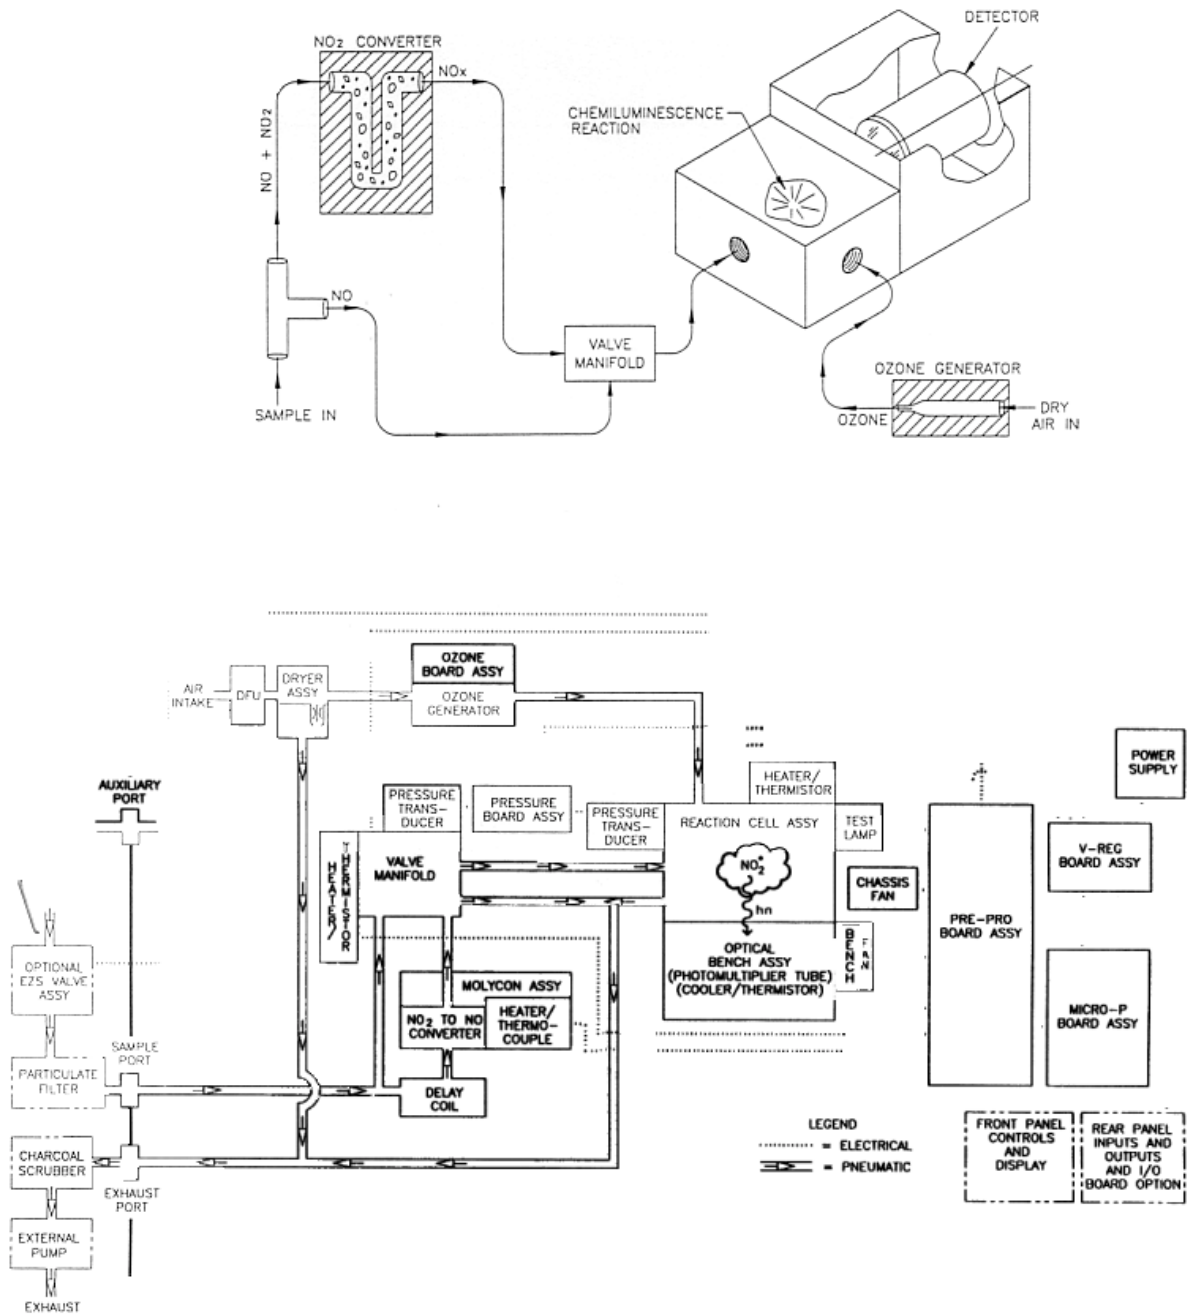 DETECTOR
NO2 CONVERTER
NOx
CHEMILUMINESCENCE
REACTION
NO + NO2
NO
VALVE
MANIFOLD
SAMPLE IN
OZONE GENERATOR
OZONE
DRY
AIR IN
OZONE
BOARD ASSY
AIR
INTAKE
DFU
DRYER
ASSY
OZONE
GENERATOR
POWER
SUPPLY
AUXILIARY
PORT
PRESSURE
TRANS-
DUCER
PRESSURE
BOARD ASSY
PRESSURE
TRANS-
DUCER
HEATER/
THERMISTOR
REACTION CELL ASSY
TEST
LAMP
HEATER/
THERMISTOR
VALVE
MANIFOLD
NO2*
hn
CHASSIS
FAN
V-REG
BOARD ASSY
PRE-PRO
BOARD ASSY
OPTICAL
BENCH ASSY
(PHOTOMULTIPLIER TUBE)
(COOLER/THERMISTOR)
BENCH
FAN
OPTIONAL
EZS VALVE
ASSY
MOLYCON ASSY
NO2 TO NO
CONVERTER
HEATER/
THERMO-
COUPLE
MICRO-P
BOARD ASSY
SAMPLE
PORT
PARTICULATE
FILTER
DELAY
COIL
LEGEND
= ELECTRICAL
= PNEUMATIC
FRONT PANEL
CONTROLS
AND
DISPLAY
REAR PANEL
INPUTS AND
OUTPUTS
AND I/O
BOARD OPTION
CHARCOAL
SCRUBBER
EXHAUST
PORT
EXTERNAL
PUMP
EXHAUST